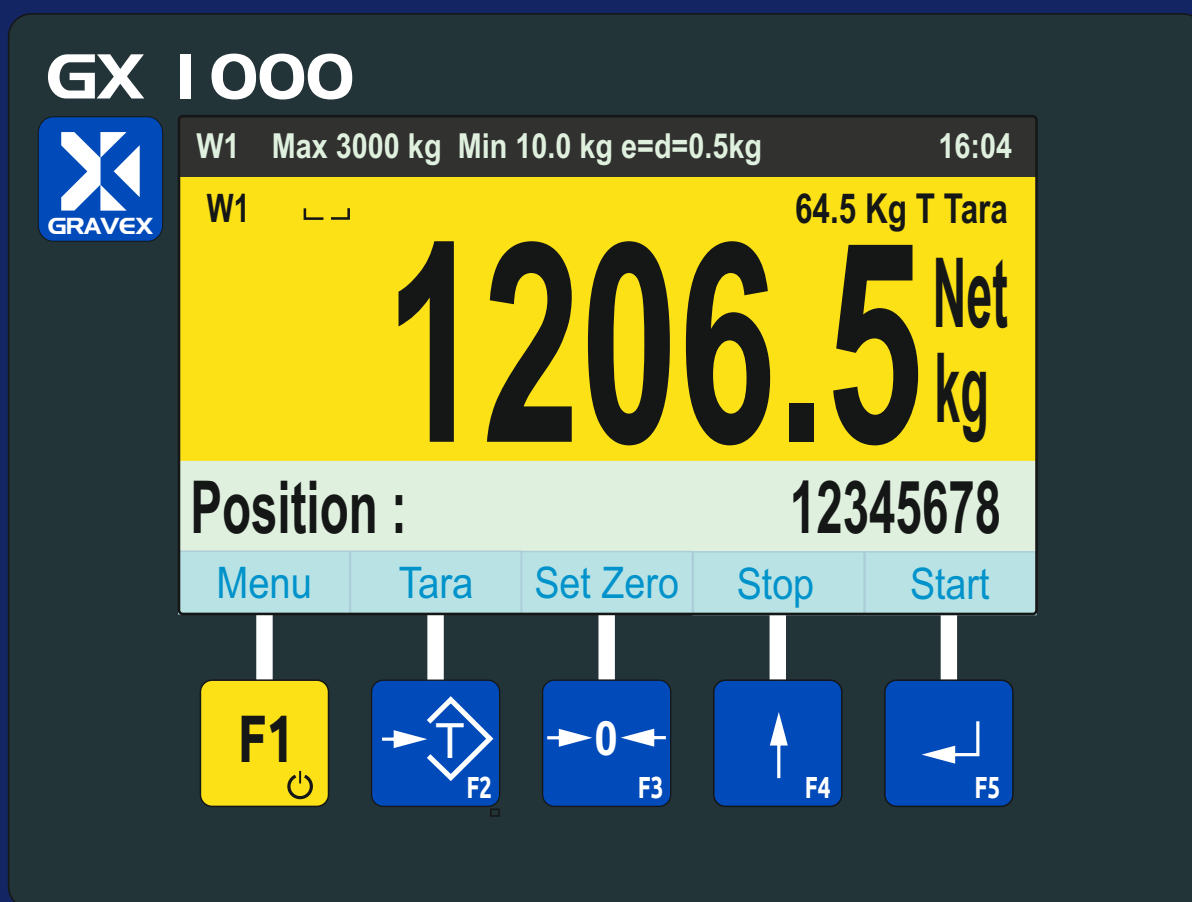 GX 1000
GRAVEX
W1 Max 3000 kg Min 10.0 kg e=d=0.5kg 16:04
W1 64.5 Kg T Tara
1206.5 Net kg
Position : 12345678
Menu Tara Set Zero Stop Start
F1 T F2 0 F3 F4 F5